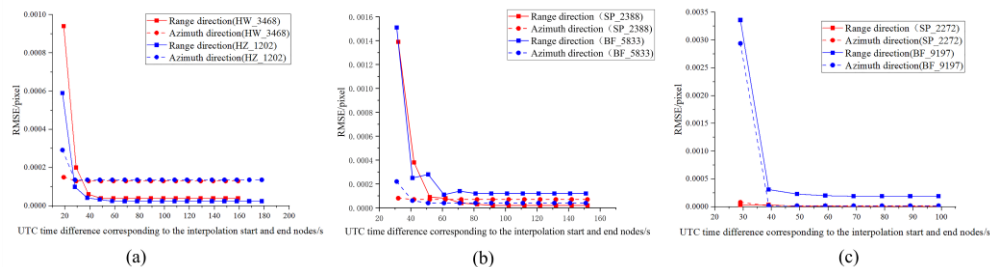 0.0010
0.0008
0.0006
0.0004
0.0002
0.0000
RMSE/pixel
Range direction(HW_3468)
Azimuth direction(HW_3468)
Range direction(HZ_1202)
Azimuth direction(HZ_1202)
20 40 60 80 100 120 140 160 180 200
UTC time difference corresponding to the interpolation start and end nodes/s
(a)
0.0016
0.0014
0.0012
0.0010
0.0008
0.0006
0.0004
0.0002
0.0000
RMSE/pixel
Range direction (SP_2388)
Azimuth direction (SP_2388)
Range direction (BF_5833)
Azimuth direction (BF_5833)
20 40 60 80 100 120 140 160
UTC time difference corresponding to the interpolation start and end nodes/s
(b)
0.0035
0.0030
0.0025
0.0020
0.0015
0.0010
0.0005
0.0000
RMSE/pixel
Range direction (SP_2272)
Azimuth direction(SP_2272)
Range direction(BF_9197)
Azimuth direction(BF_9197)
20 30 40 50 60 70 80 90 100
UTC time difference corresponding to the interpolation start and end nodes/s
(c)